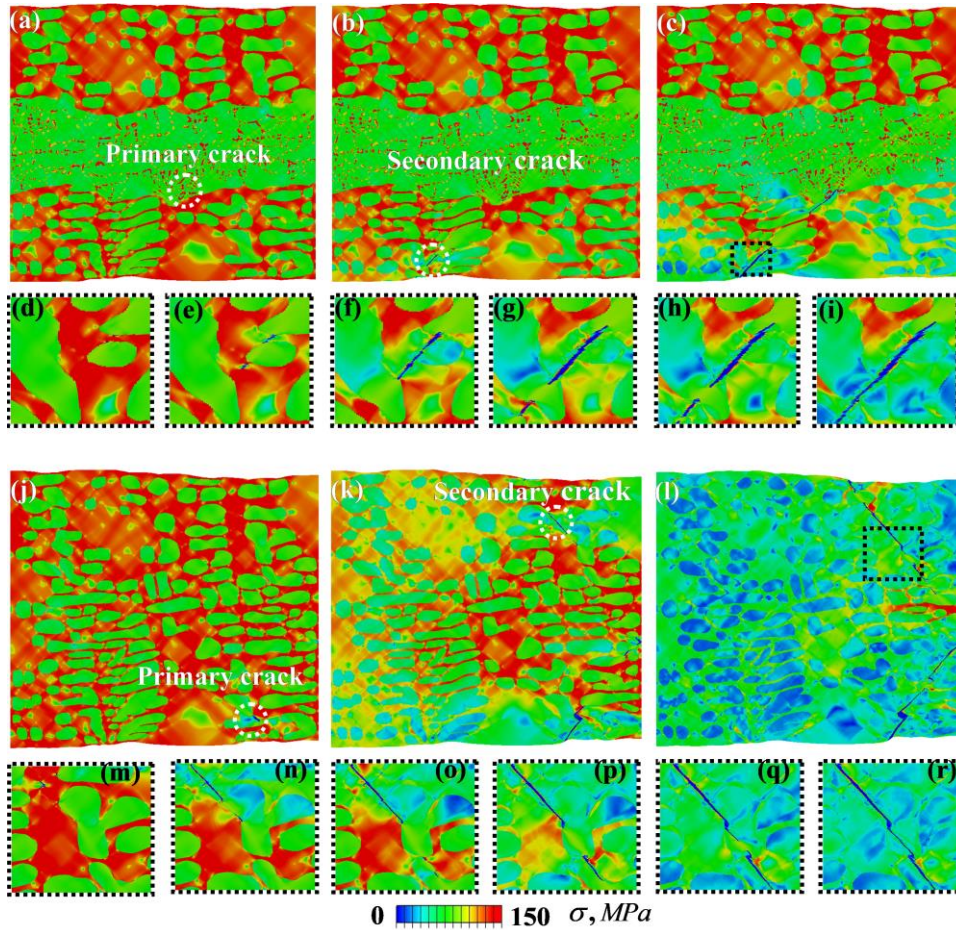 (a) (b) (c)
Primary crack Secondary crack
(d) (e) (f) (g) (h) (i)
(j) (k) Secondary crack (l)
Primary crack
(m) (n) (o) (p) (q) (r)
0 150 σ, MPa